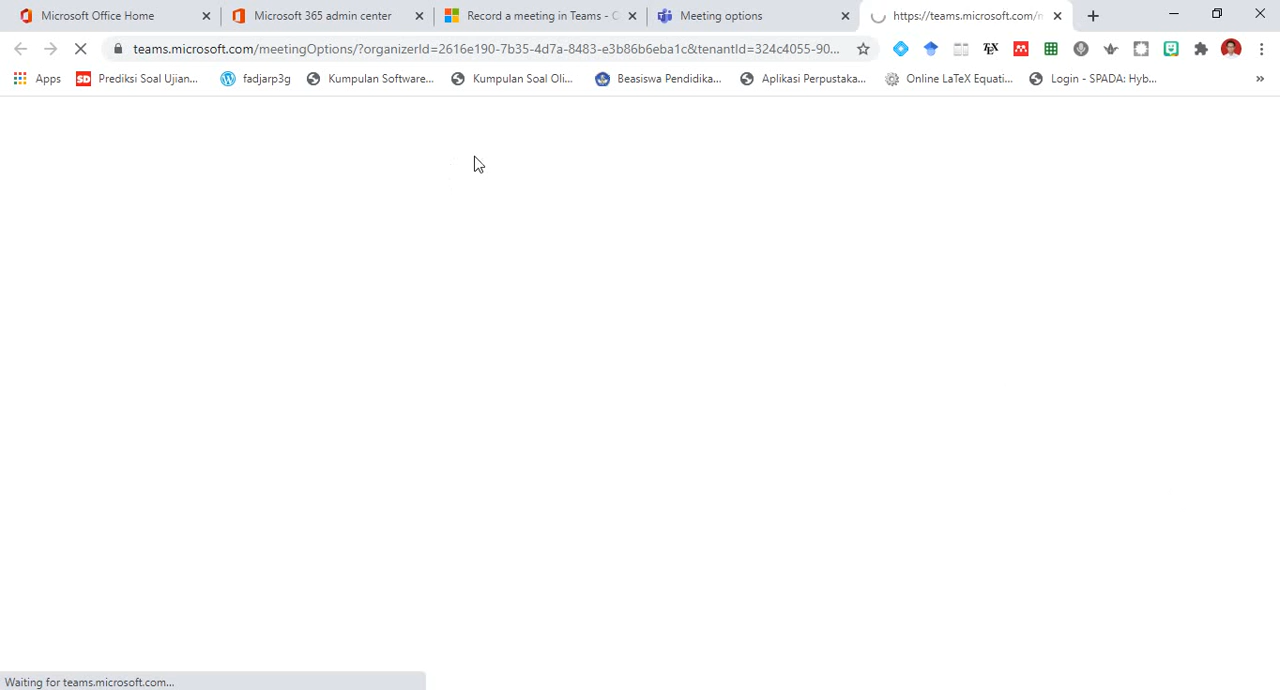 Microsoft Office Home
Microsoft 365 admin center
Record a meeting in Teams - C
Meeting options
https://teams.microsoft.com/m
teams.microsoft.com/meetingOptions/?organizerId=2616e190-7b35-4d7a-8483-e3b86b6eba1c&tenantId=324c4055-90...
Apps
Prediksi Soal Ujian...
fadjarp3g
Kumpulan Software...
Kumpulan Soal Oli...
Beasiswa Pendidika...
Aplikasi Perpustaka...
Online LaTeX Equati...
Login - SPADA: Hyb...
»
Waiting for teams.microsoft.com...